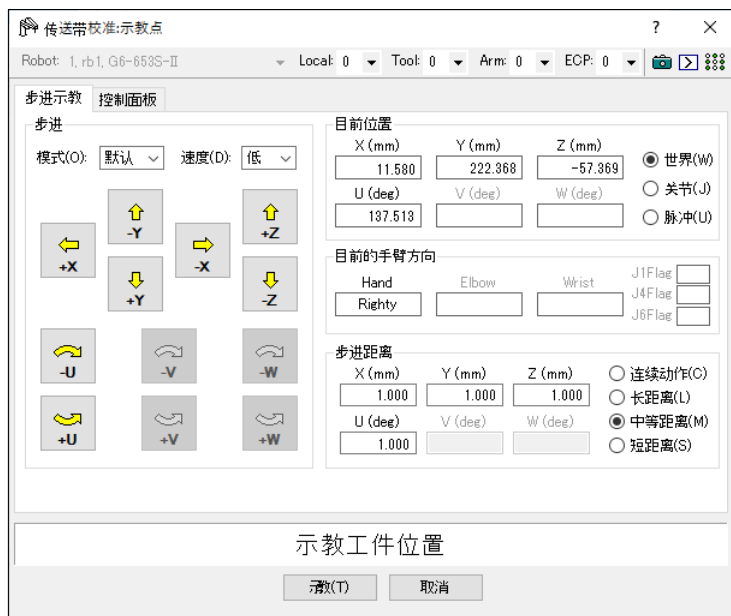 传送带校准:示教点 ? ×
Robot: 1, rb1, G6-653S-II Local: 0 Tool: 0 Arm: 0 ECP: 0
步进示教 控制面板
步进
模式(O): 默认 速度(D): 低
-Y
+Z
+X
-X
+Y
-Z
-U -V -W
+U +V +W
目前位置
X (mm) Y (mm) Z (mm)
11.580 222.368 -57.369
U (deg) V (deg) W (deg)
137.513
世界(W)
关节(J)
脉冲(U)
目前的手臂方向
Hand Elbow Wrist
Righty
J1Flag
J4Flag
J6Flag
步进距离
X (mm) Y (mm) Z (mm)
1.000 1.000 1.000
U (deg) V (deg) W (deg)
1.000
连续动作(C)
长距离(L)
中等距离(M)
短距离(S)
示教工件位置
示教(T) 取消